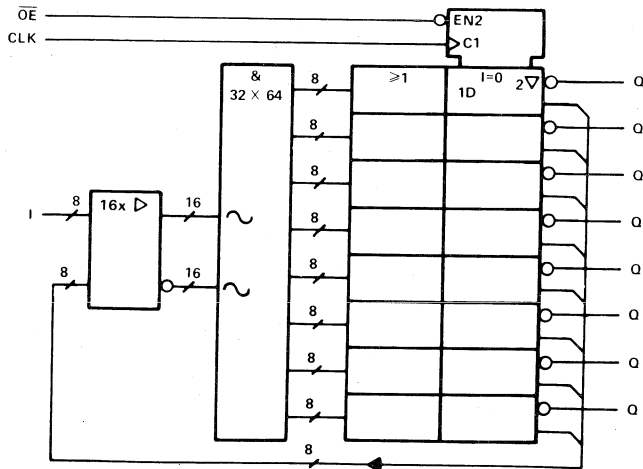 OE EN2
CLK C1
& 8 ≥1 I=0 2 ▽ Q
32 × 64 1D
8 Q
8 Q
8 16x ▷ 16
I 8 Q
8 16 8 Q
8 Q
8 Q
8 Q
8